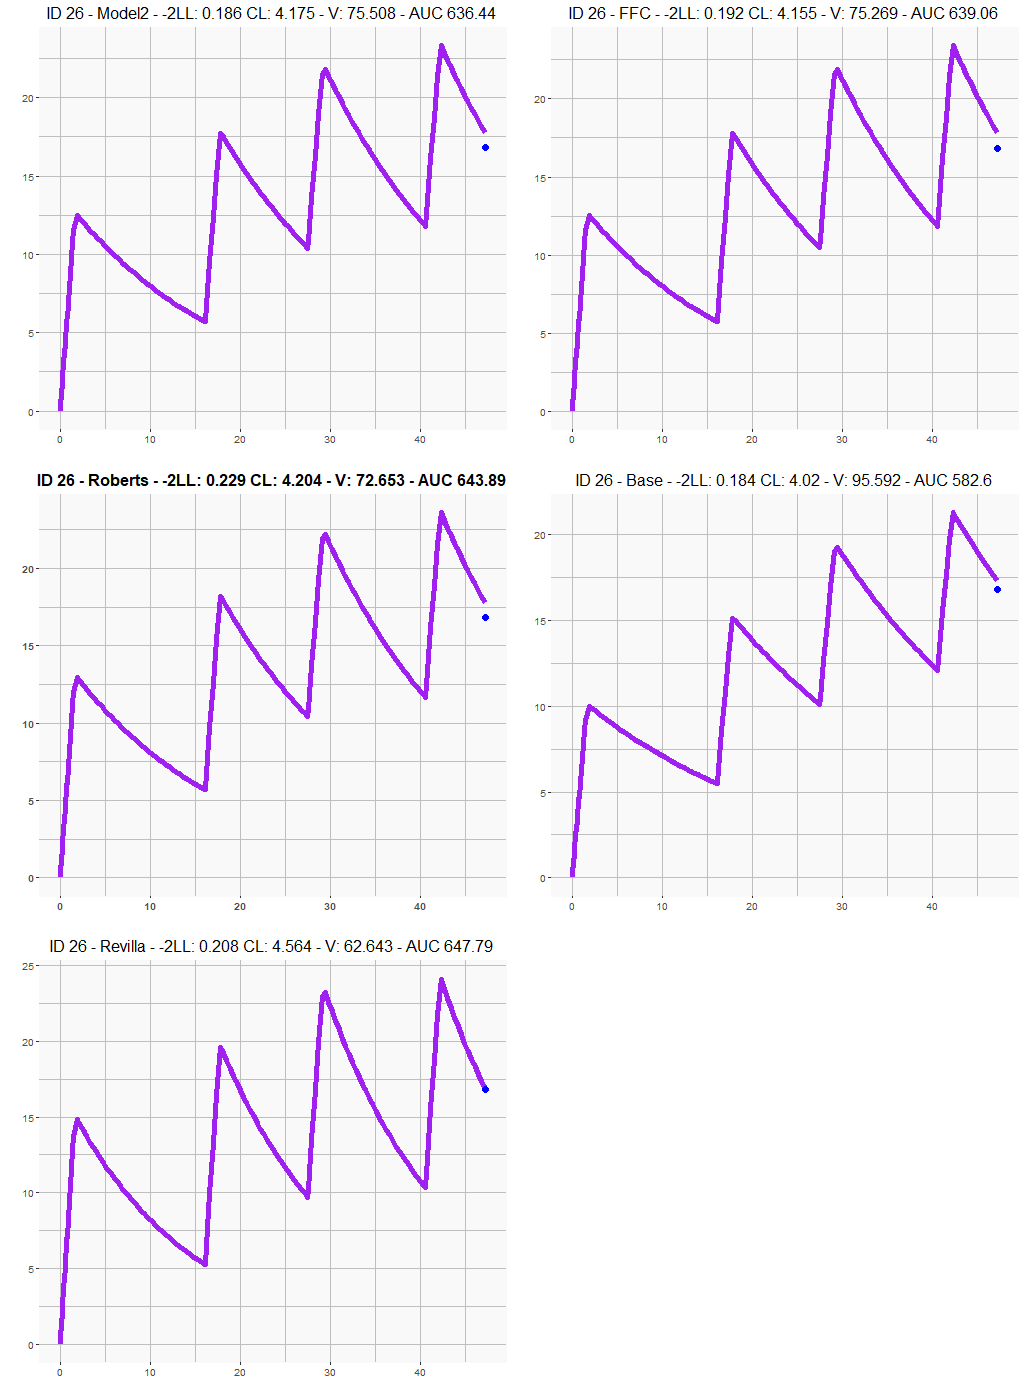 ID 26 - Model2 - -2LL: 0.186 CL: 4.175 - V: 75.508 - AUC 636.44
20
15
10
5
0
0 10 20 30 40
ID 26 - FFC - -2LL: 0.192 CL: 4.155 - V: 75.269 - AUC 639.06
20
15
10
5
0
0 10 20 30 40
ID 26 - Roberts - -2LL: 0.229 CL: 4.204 - V: 72.653 - AUC 643.89
20
15
10
5
0
0 10 20 30 40
ID 26 - Base - -2LL: 0.184 CL: 4.02 - V: 95.592 - AUC 582.6
20
15
10
5
0
0 10 20 30 40
ID 26 - Revilla - -2LL: 0.208 CL: 4.564 - V: 62.643 - AUC 647.79
25
20
15
10
5
0
0 10 20 30 40